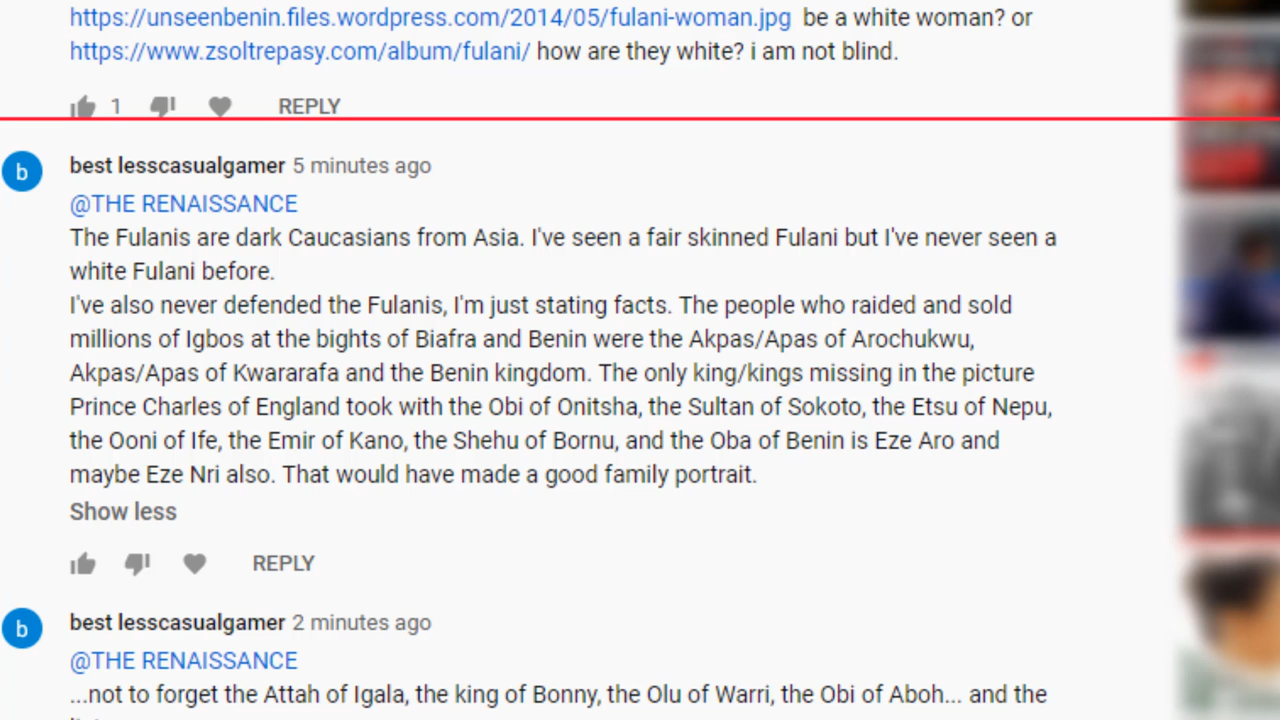 https://unseenbenin.files.wordpress.com/2014/05/fulani-woman.jpg be a white woman? or
https://www.zsoltrepasy.com/album/fulani/ how are they white? i am not blind.
1 REPLY
b best lesscasualgamer 5 minutes ago
@THE RENAISSANCE
The Fulanis are dark Caucasians from Asia. I've seen a fair skinned Fulani but I've never seen a
white Fulani before.
I've also never defended the Fulanis, I'm just stating facts. The people who raided and sold
millions of Igbos at the bights of Biafra and Benin were the Akpas/Apas of Arochukwu,
Akpas/Apas of Kwararafa and the Benin kingdom. The only king/kings missing in the picture
Prince Charles of England took with the Obi of Onitsha, the Sultan of Sokoto, the Etsu of Nepu,
the Ooni of Ife, the Emir of Kano, the Shehu of Bornu, and the Oba of Benin is Eze Aro and
maybe Eze Nri also. That would have made a good family portrait.
Show less
REPLY
b best lesscasualgamer 2 minutes ago
@THE RENAISSANCE
...not to forget the Attah of Igala, the king of Bonny, the Olu of Warri, the Obi of Aboh... and the